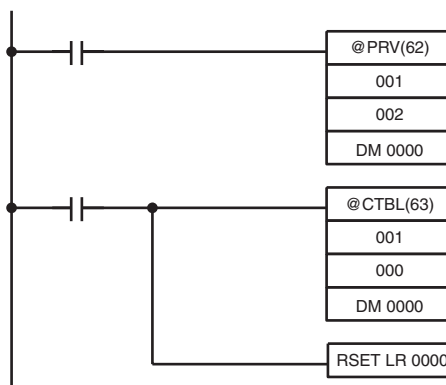 @PRV(62)
001
002
DM 0000
@CTBL(63)
001
000
DM 0000
RSET LR 0000